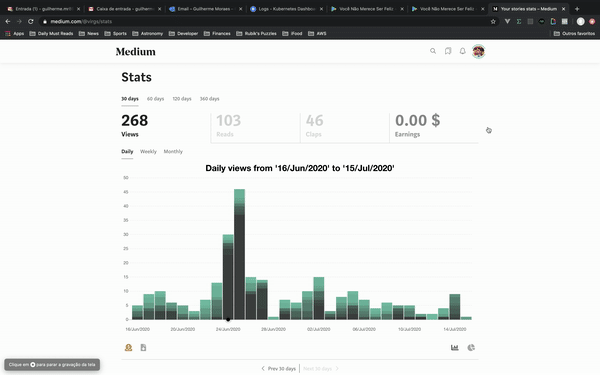 Entrada (1) - guilherme.m
Caixa de entrada - guilherme
Email – Guilherme Moraes –
Logs - Kubernetes Dashboard
Você Não Merece Ser Feliz
Você Não Merece Ser Feliz
Your stories stats – Medium
medium.com/@virgs/stats
Apps
Daily Must Reads
News
Sports
Astronomy
Developer
Finances
Rubik's Puzzles
iFood
AWS
Outros favoritos
Medium
Stats
30 days 60 days 120 days 360 days
268 103 46 0.00 $
Views Reads Claps Earnings
Daily Weekly Monthly
Daily views from '16/Jun/2020' to '15/Jul/2020'
50
45
40
35
30
25
20
15
10
5
0
16/Jun/2020 20/Jun/2020 24/Jun/2020 28/Jun/2020 02/Jul/2020 06/Jul/2020 10/Jul/2020 14/Jul/2020
Clique em para parar a gravação da tela
Prev 30 days Next 30 days